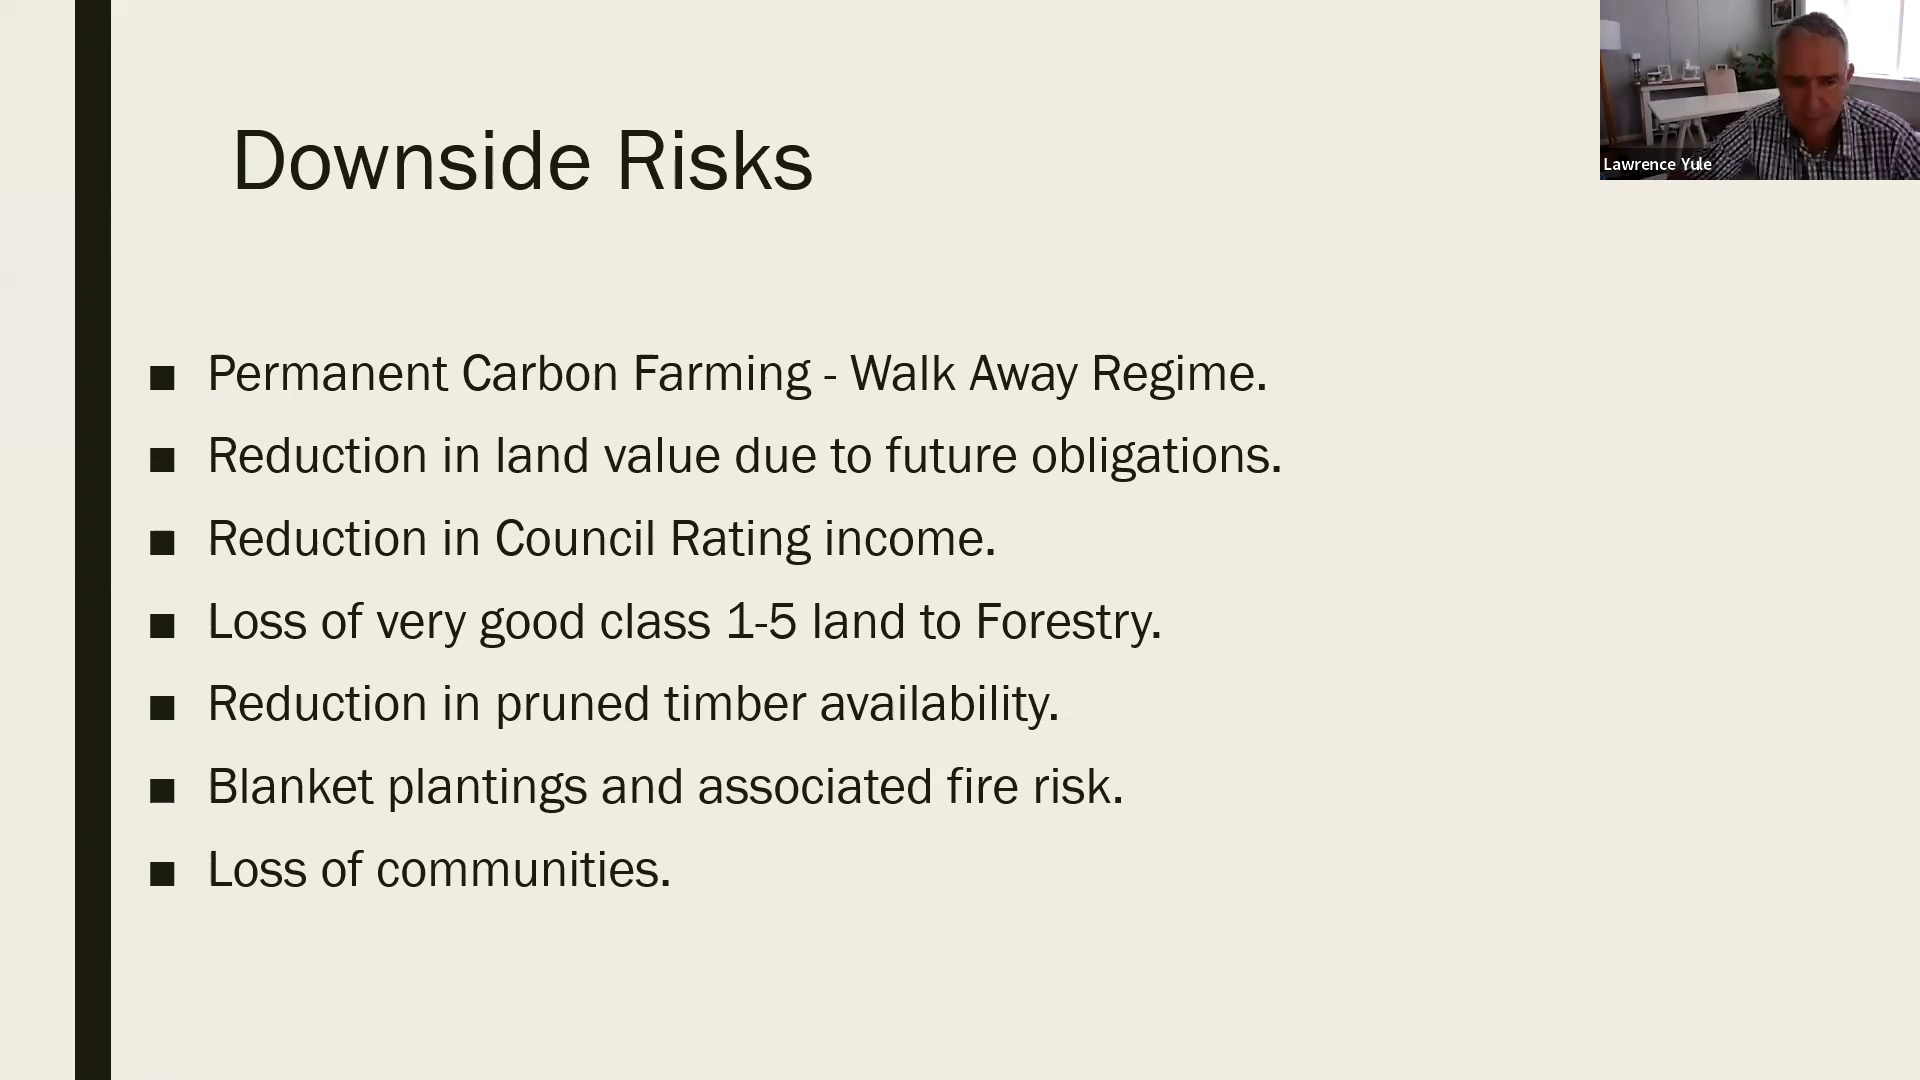 Downside Risks
Lawrence Yule
■ Permanent Carbon Farming - Walk Away Regime.
■ Reduction in land value due to future obligations.
■ Reduction in Council Rating income.
■ Loss of very good class 1-5 land to Forestry.
■ Reduction in pruned timber availability.
■ Blanket plantings and associated fire risk.
■ Loss of communities.